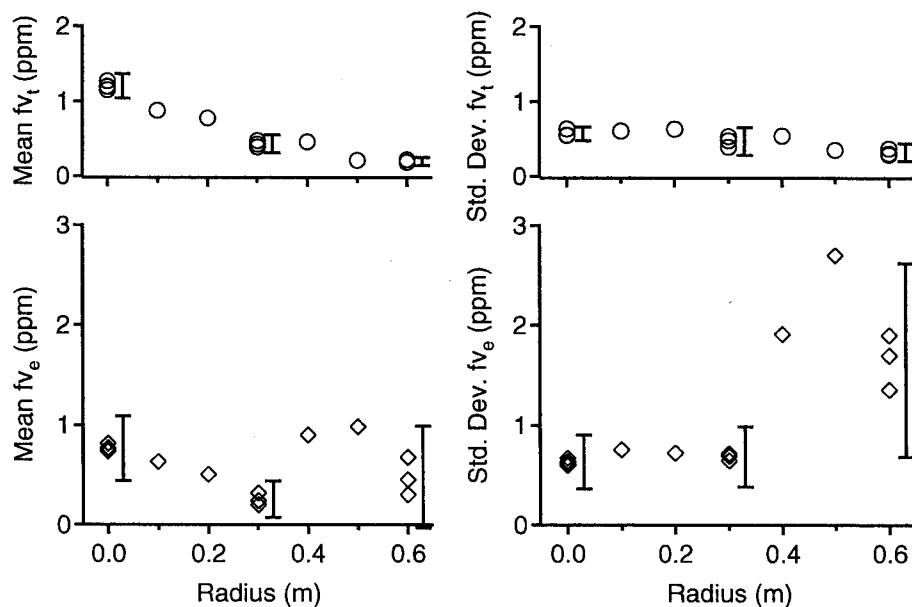 Mean fv_t (ppm)
2
1
0
Std. Dev. fv_t (ppm)
2
1
0
Mean fv_e (ppm)
3
2
1
0
0.0 0.2 0.4 0.6
Radius (m)
Std. Dev. fv_e (ppm)
3
2
1
0
0.0 0.2 0.4 0.6
Radius (m)